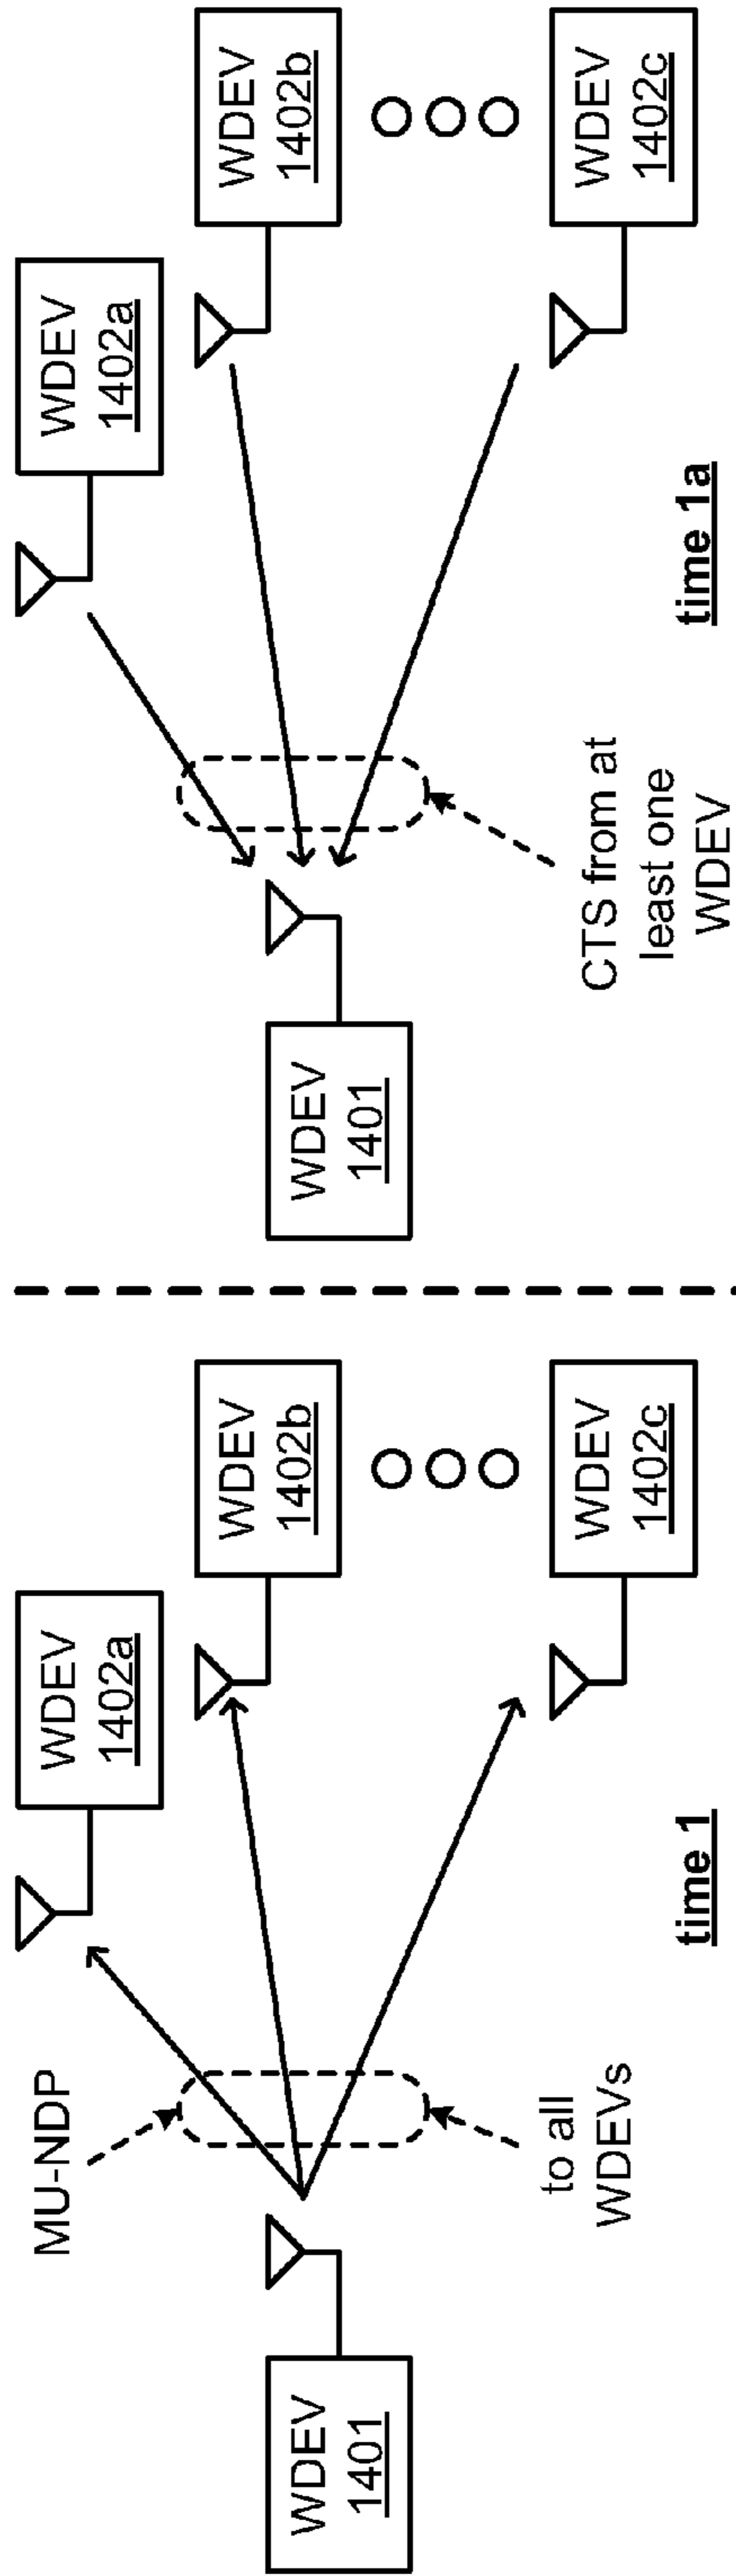 MU-NDP
WDEV
1401
WDEV
1402a
WDEV
1402b
WDEV
1402c
to all
WDEVs
time 1
WDEV
1401
WDEV
1402a
WDEV
1402b
WDEV
1402c
CTS from at
least one
WDEV
time 1a